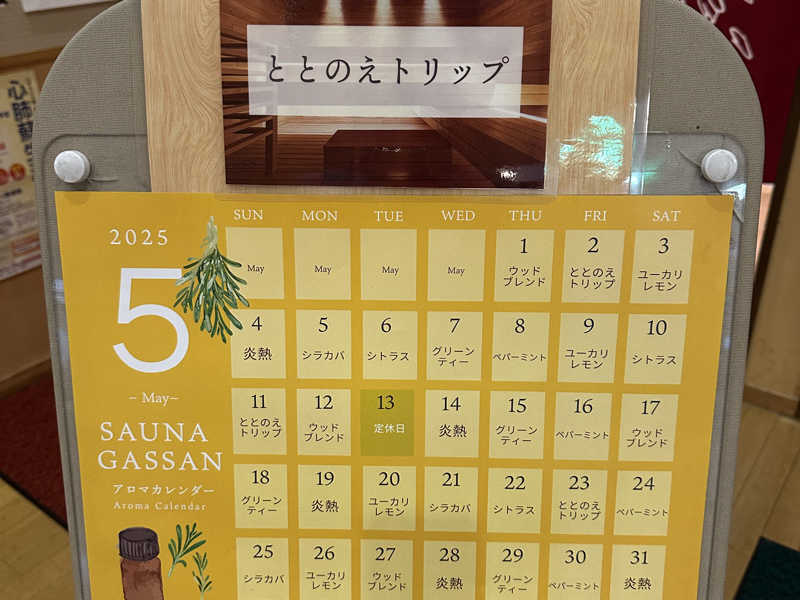 ととのえトリップ
2025
5
– May–
SAUNA
GASSAN
アロマカレンダー
Aroma Calendar
SUN MON TUE WED THU FRI SAT
May May May May
1
ウッド
ブレンド
2
ととのえ
トリップ
3
ユーカリ
レモン
4
炎熱
5
シラカバ
6
シトラス
7
グリーン
ティー
8
ペパーミント
9
ユーカリ
レモン
10
シトラス
11
ととのえ
トリップ
12
ウッド
ブレンド
13
定休日
14
炎熱
15
グリーン
ティー
16
ペパーミント
17
ウッド
ブレンド
18
グリーン
ティー
19
炎熱
20
ユーカリ
レモン
21
シラカバ
22
シトラス
23
ととのえ
トリップ
24
ペパーミント
25
シラカバ
26
ユーカリ
レモン
27
ウッド
ブレンド
28
炎熱
29
グリーン
ティー
30
ペパーミント
31
炎熱